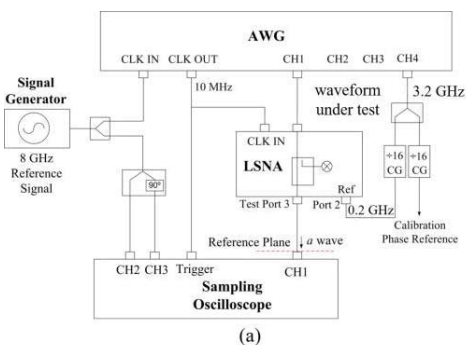 AWG
CLK IN CLK OUT CH1 CH2 CH3 CH4
10 MHz
waveform
under test
3.2 GHz
Signal
Generator
8 GHz
Reference
Signal
90º
CLK IN
LSNA
Ref
Test Port 3 Port 2
0.2 GHz
÷16
CG
÷16
CG
Calibration
Phase Reference
Reference Plane
a wave
CH2 CH3 Trigger CH1
Sampling
Oscilloscope
(a)